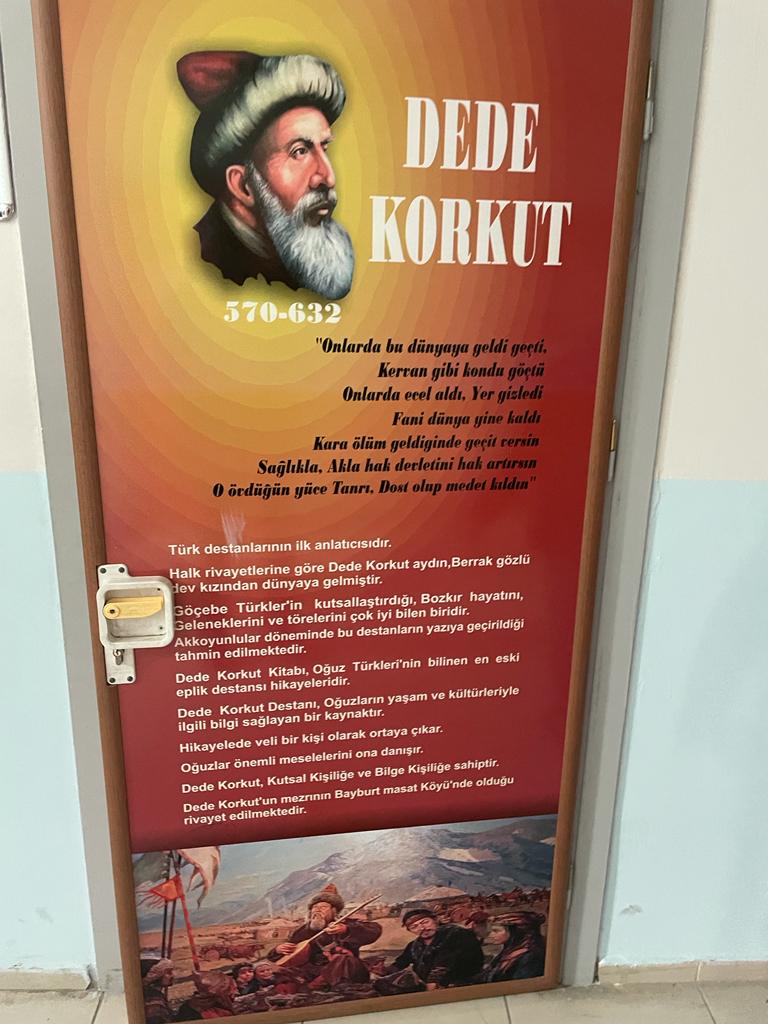 DEDE
KORKUT
570-632
"Onlarda bu dünyaya geldi geçti,
Kervan gibi kondu göçtü
Onlarda ecel aldı, Yer gizledi
Fani dünya yine kaldı
Kara ölüm geldiginde geçit versin
Sağlıkla, Akla hak devletini hak artırsın
O övdüğün yüce Tanrı, Dost olup medet kıldın"
Türk destanlarının ilk anlatıcısıdır.
Halk rivayetlerine göre Dede Korkut aydın,Berrak gözlü
dev kızından dünyaya gelmiştir.
Göçebe Türkler'in kutsallaştırdığı, Bozkır hayatını,
Geleneklerini ve törelerini çok iyi bilen biridir.
Akkoyunlular döneminde bu destanların yazıya geçirildiği
tahmin edilmektedir.
Dede Korkut Kitabı, Oğuz Türkleri'nin bilinen en eski
eplik destansı hikayeleridir.
Dede Korkut Destanı, Oğuzların yaşam ve kültürleriyle
ilgili bilgi sağlayan bir kaynaktır.
Hikayelede veli bir kişi olarak ortaya çıkar.
Oğuzlar önemli meselelerini ona danışır.
Dede Korkut, Kutsal Kişiliğe ve Bilge Kişiliğe sahiptir.
Dede Korkut'un mezrının Bayburt masat Köyü'nde olduğu
rivayet edilmektedir.